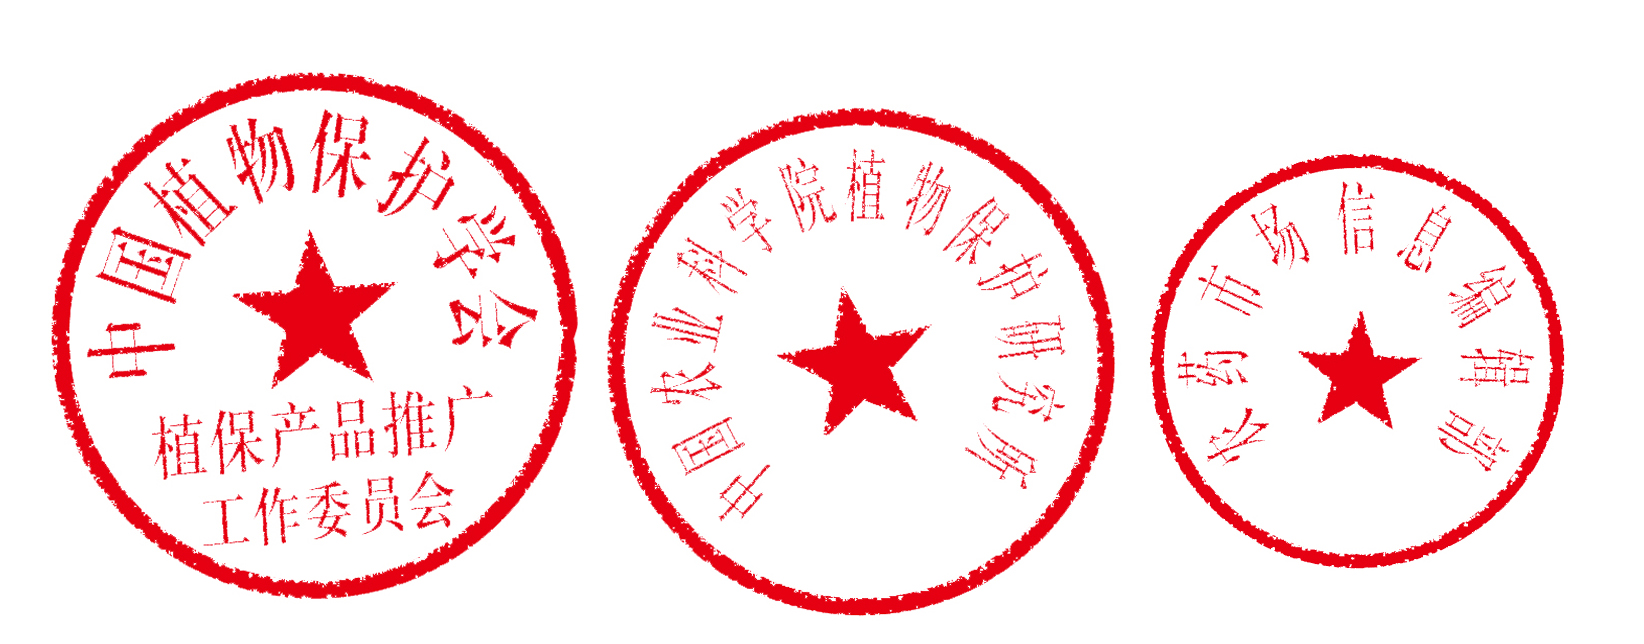 中国植物保护学会
植保产品推广
工作委员会
中国农业科学院植物保护研究所
农药市场信息编辑部